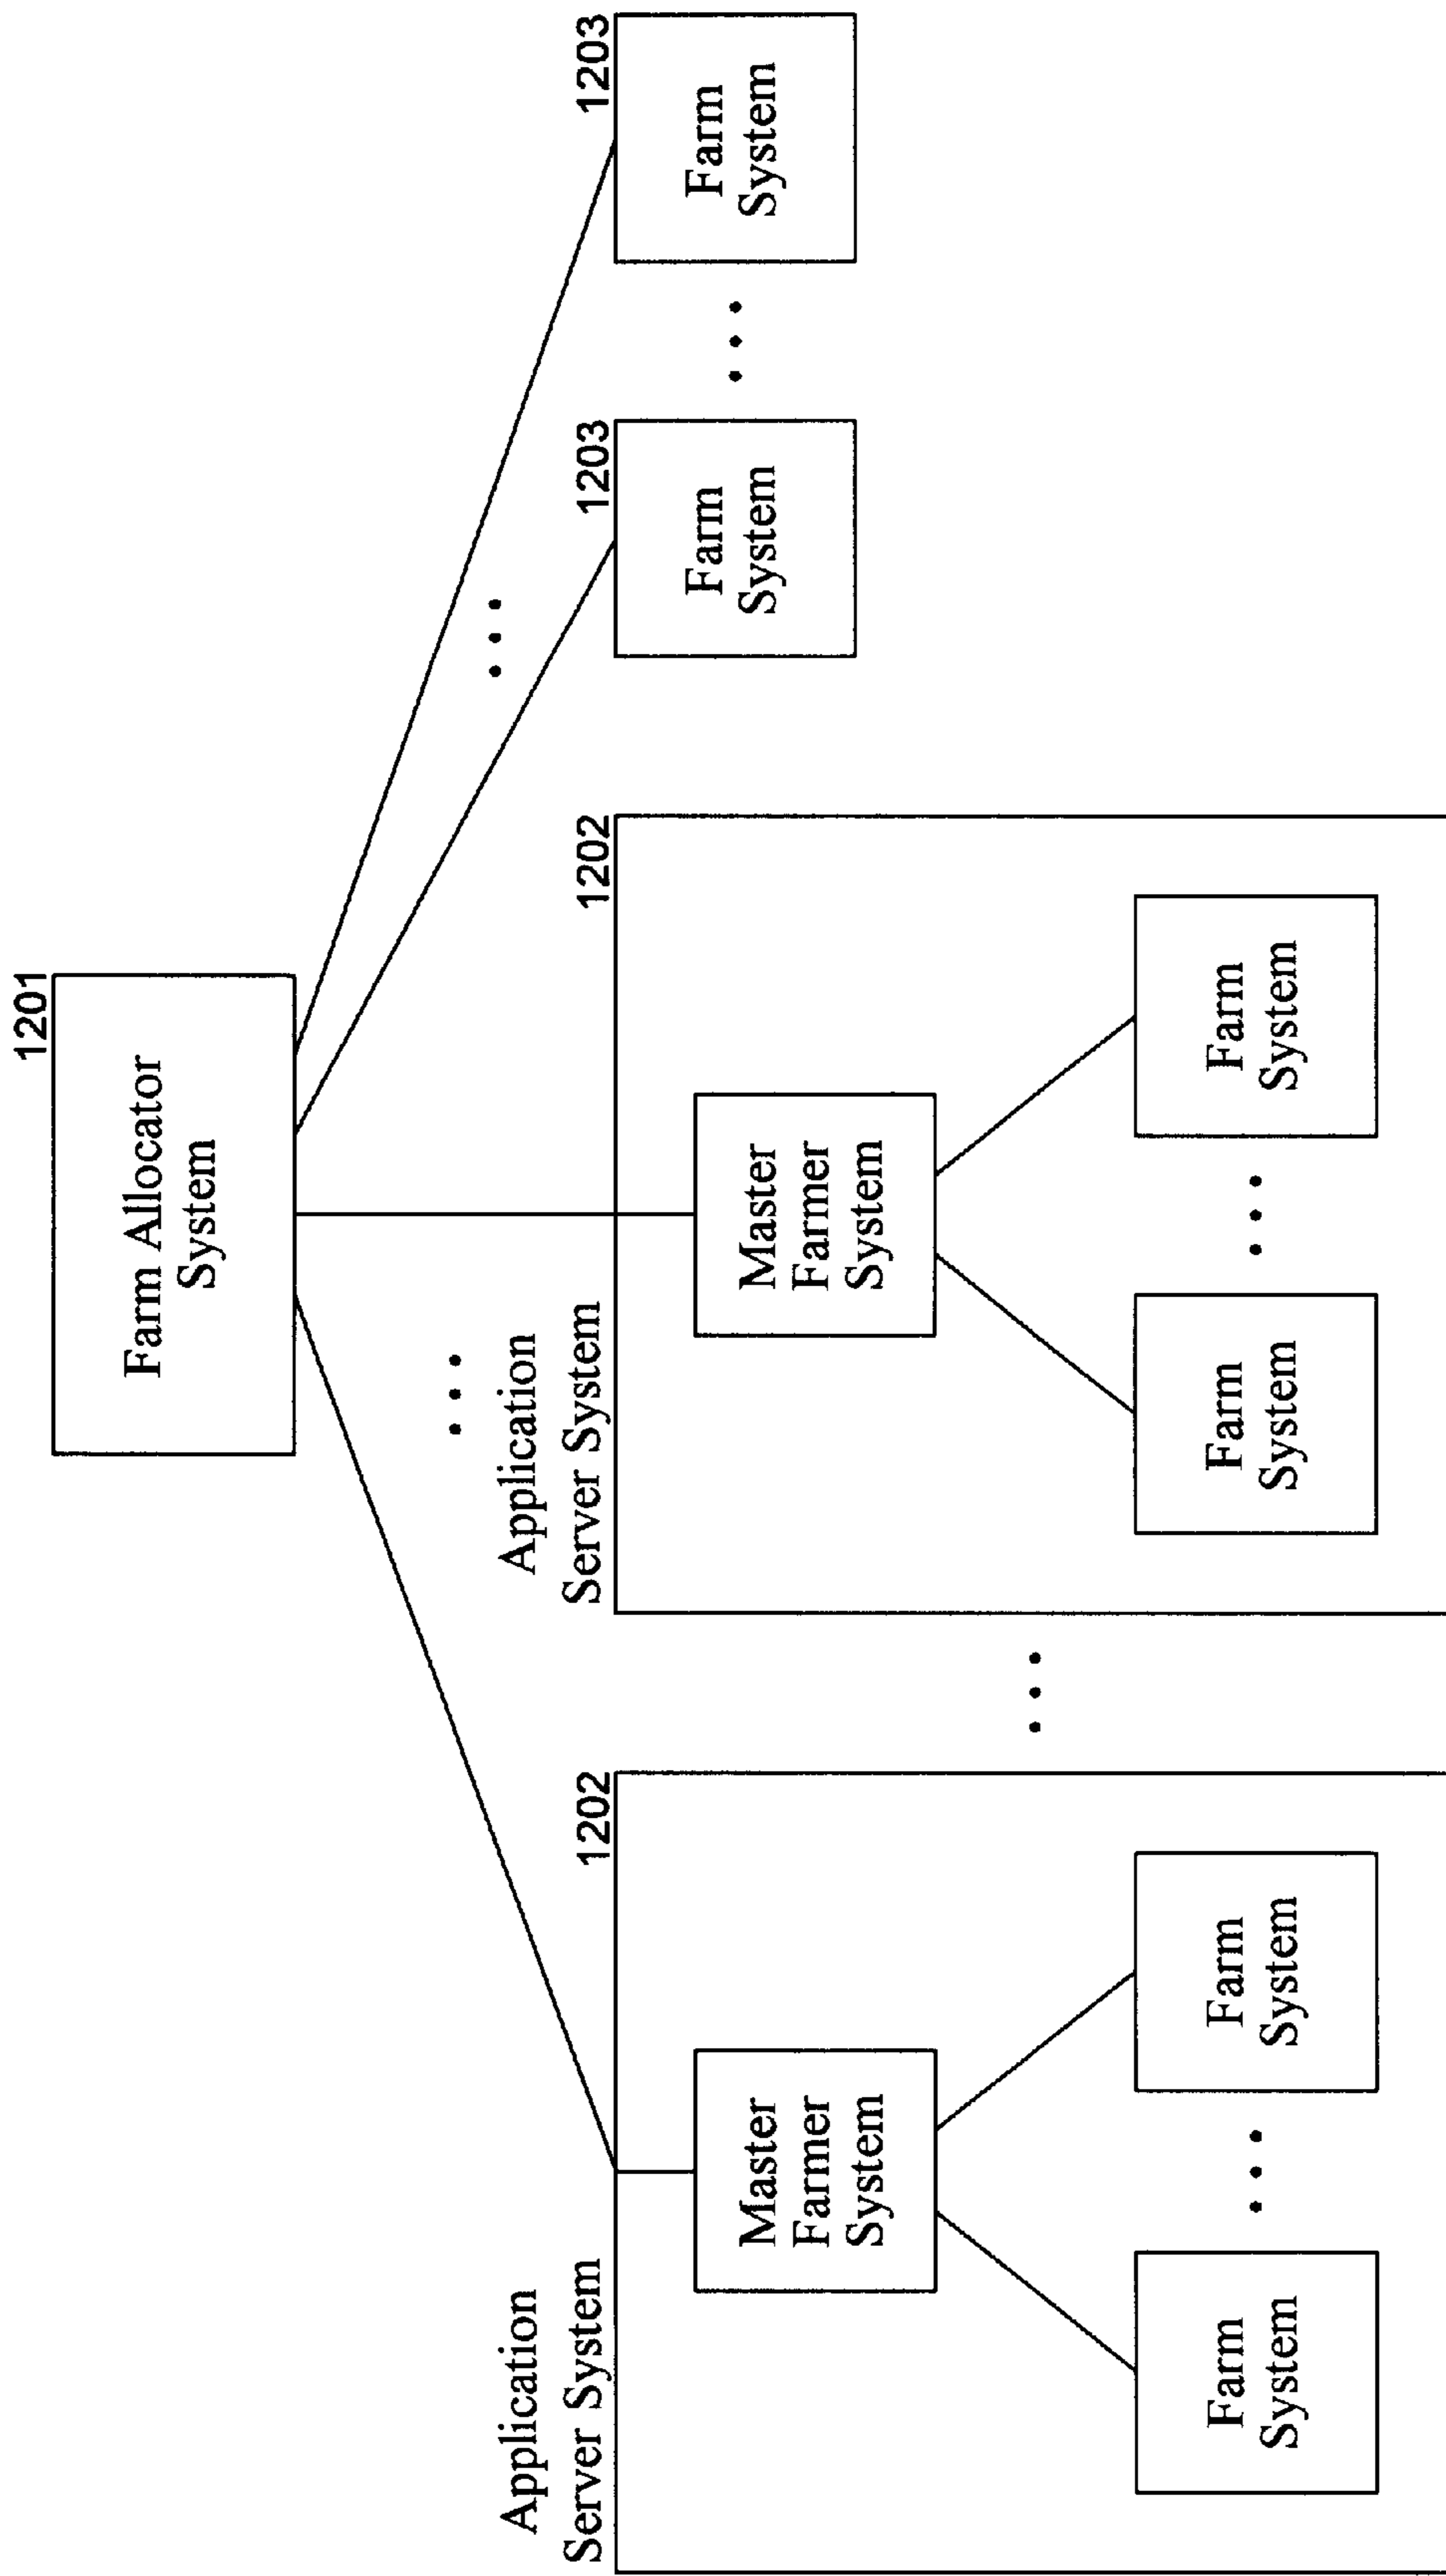 1201
Farm Allocator
System
Application
Server System
1202
Application
Server System
1202
1203
1203
Master
Farmer
System
Master
Farmer
System
Farm
System
Farm
System
Farm
System
Farm
System
Farm
System
Farm
System